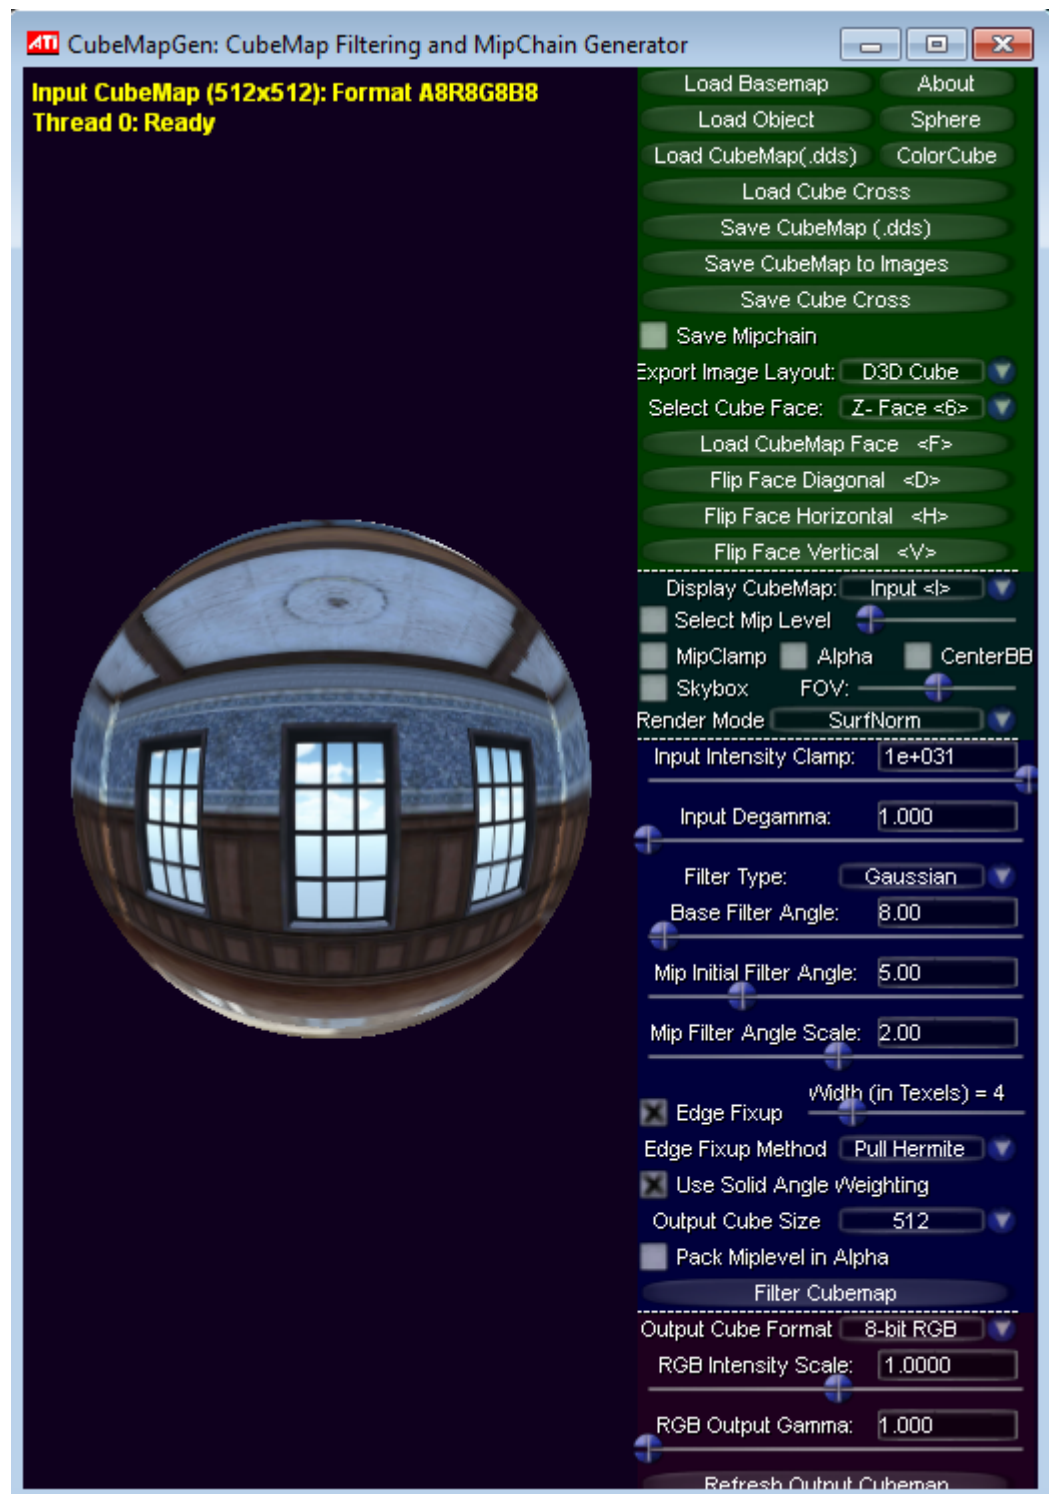 ATI CubeMapGen: CubeMap Filtering and MipChain Generator
Input CubeMap (512x512): Format A8R8G8B8
Thread 0: Ready
Load Basemap About
Load Object Sphere
Load CubeMap(.dds) ColorCube
Load Cube Cross
Save CubeMap (.dds)
Save CubeMap to Images
Save Cube Cross
Save Mipchain
Export Image Layout: D3D Cube
Select Cube Face: Z- Face <6>
Load CubeMap Face <F>
Flip Face Diagonal <D>
Flip Face Horizontal <H>
Flip Face Vertical <V>
Display CubeMap: Input <I>
Select Mip Level
MipClamp Alpha CenterBB
Skybox FOV:
Render Mode SurfNorm
Input Intensity Clamp: 1e+031
Input Degamma: 1.000
Filter Type: Gaussian
Base Filter Angle: 8.00
Mip Initial Filter Angle: 5.00
Mip Filter Angle Scale: 2.00
Width (in Texels) = 4
Edge Fixup
Edge Fixup Method Pull Hermite
Use Solid Angle Weighting
Output Cube Size 512
Pack Miplevel in Alpha
Filter Cubemap
Output Cube Format 8-bit RGB
RGB Intensity Scale: 1.0000
RGB Output Gamma: 1.000
Refresh Output Cubemap